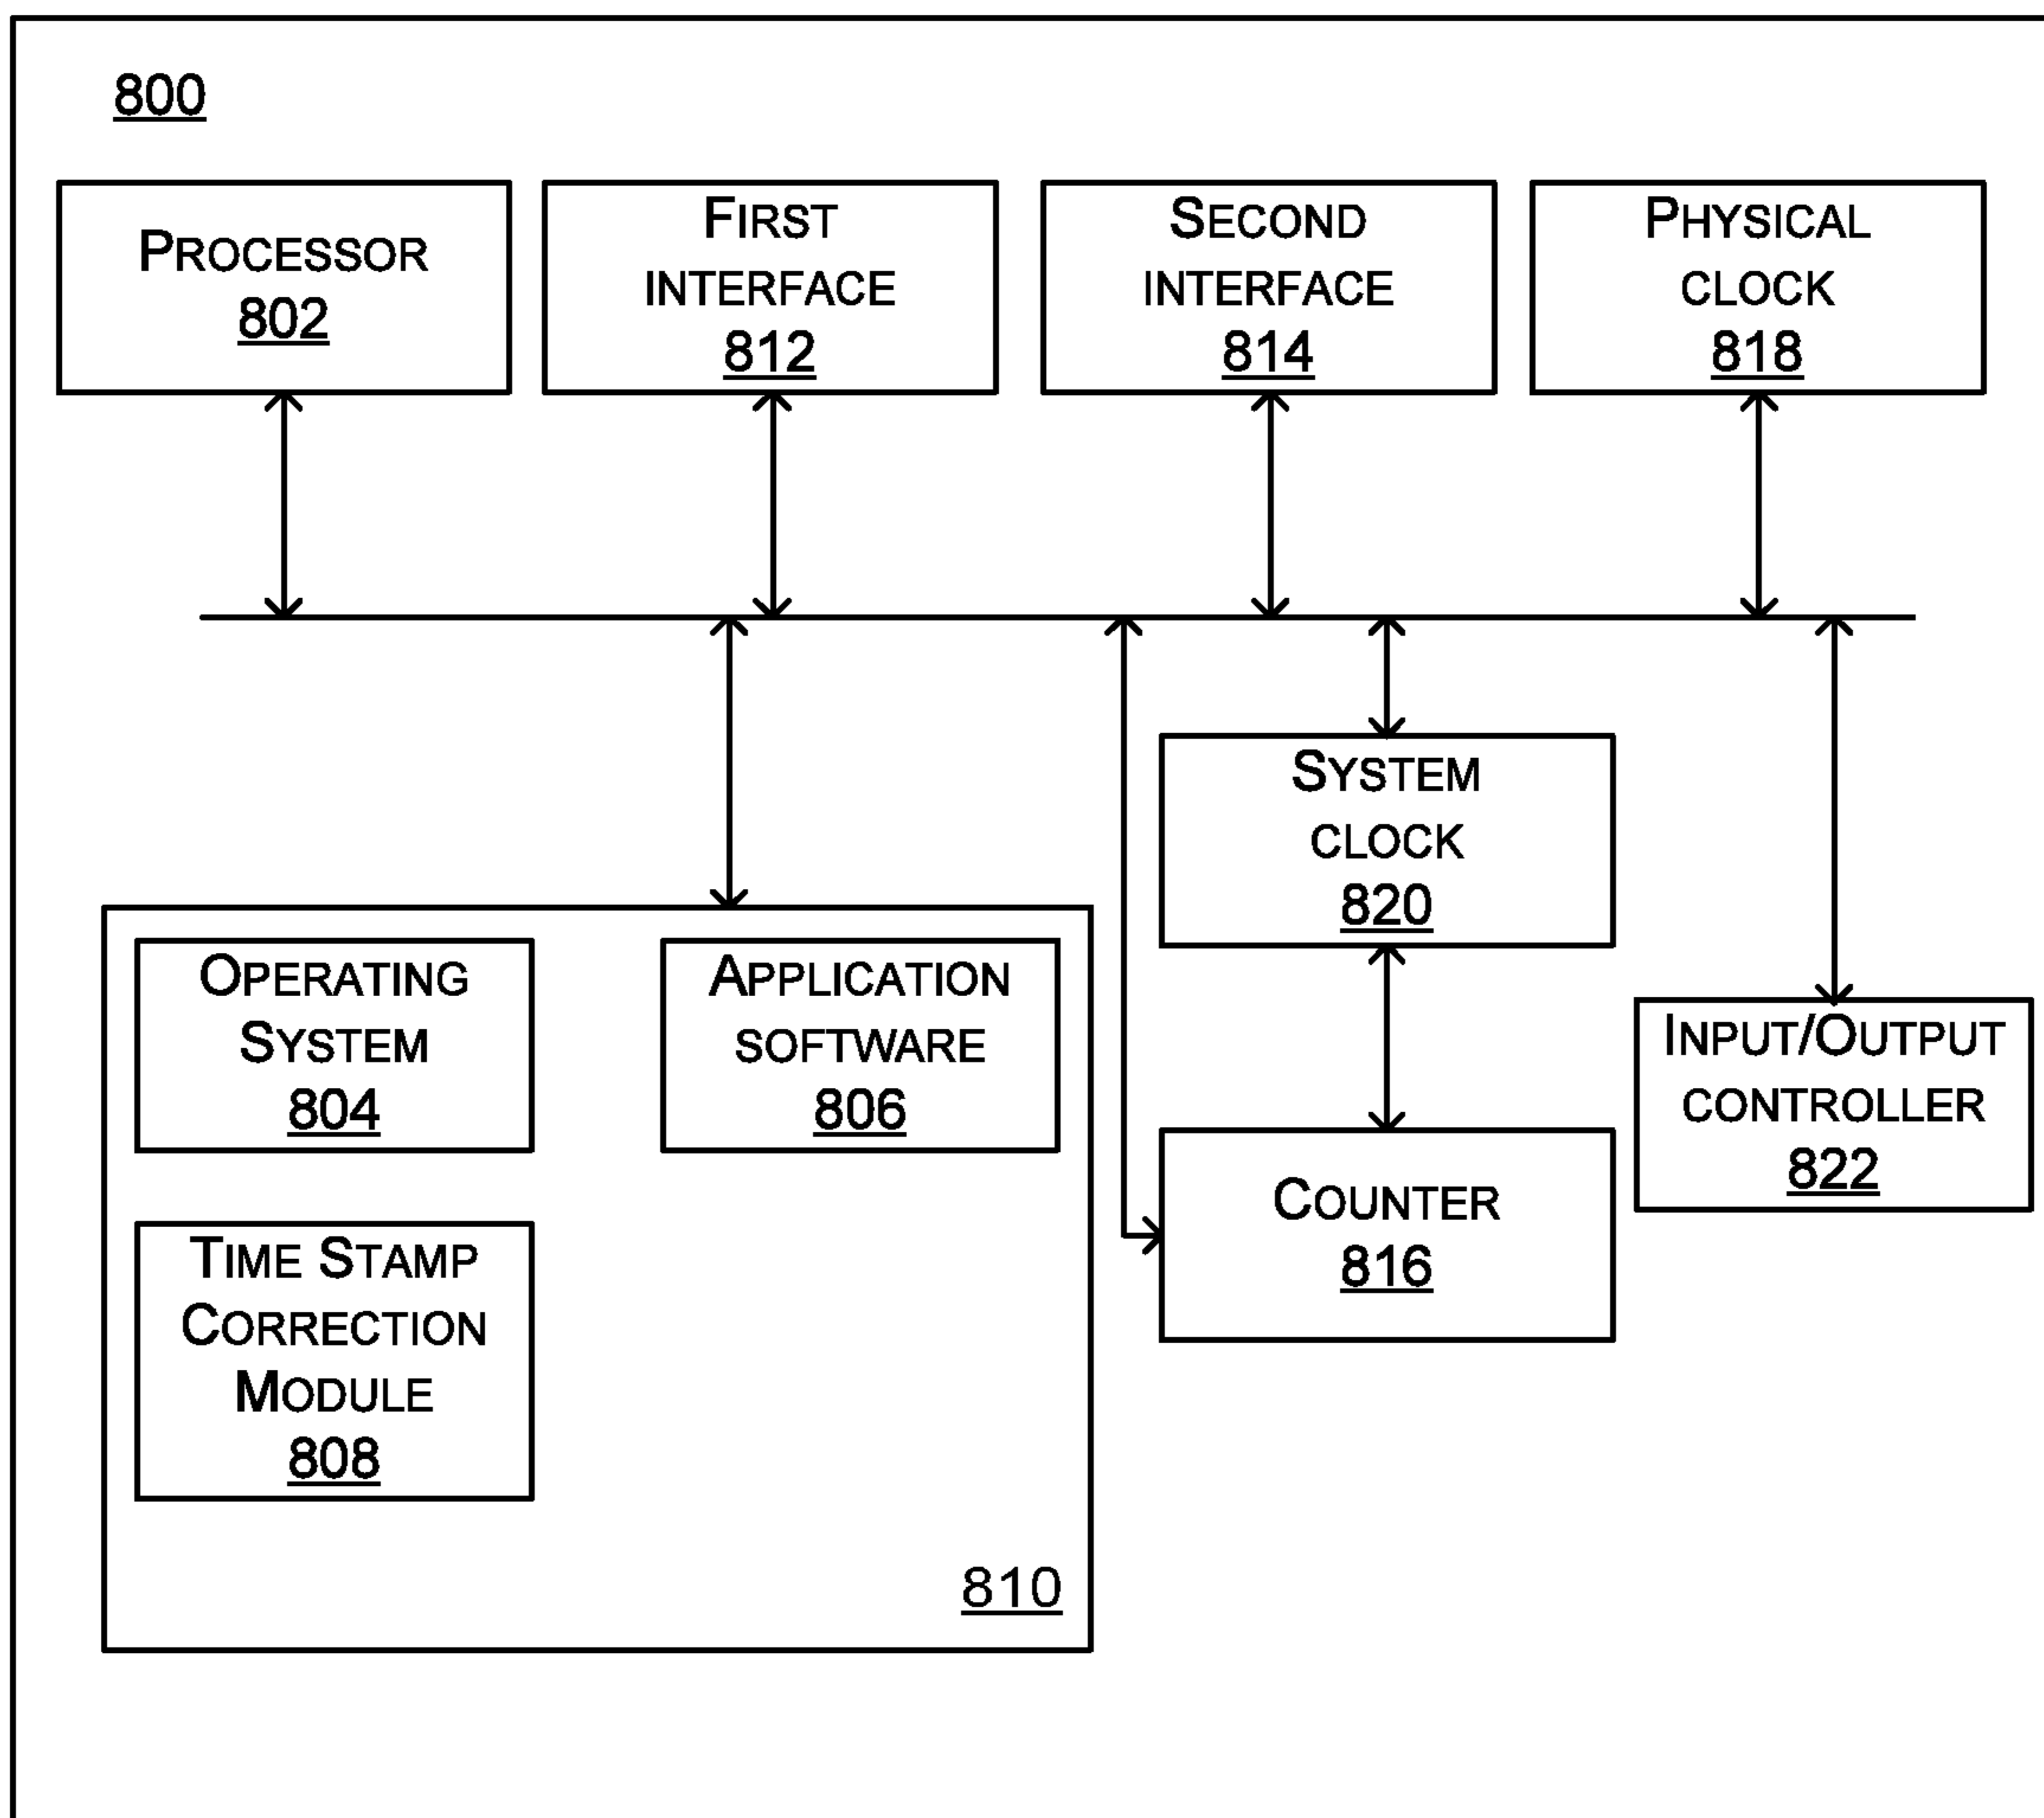 800
PROCESSOR
802
FIRST
INTERFACE
812
SECOND
INTERFACE
814
PHYSICAL
CLOCK
818
SYSTEM
CLOCK
820
OPERATING
SYSTEM
804
APPLICATION
SOFTWARE
806
INPUT/OUTPUT
CONTROLLER
822
COUNTER
816
TIME STAMP
CORRECTION
MODULE
808
810